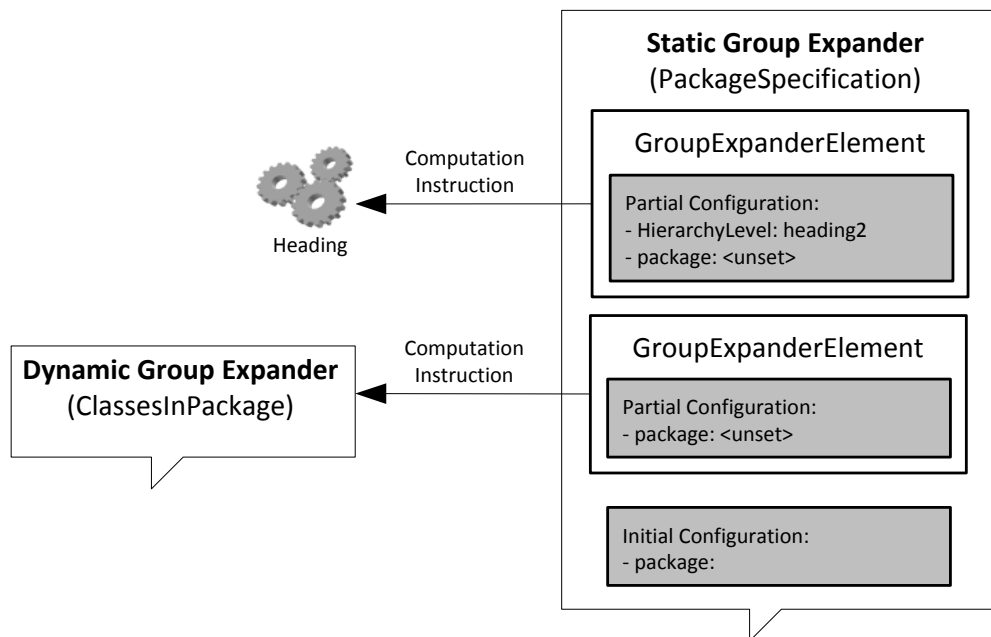 Static Group Expander
(PackageSpecification)
GroupExpanderElement
Partial Configuration:
- HierarchyLevel: heading2
- package: <unset>
Computation
Instruction
Heading
GroupExpanderElement
Partial Configuration:
- package: <unset>
Computation
Instruction
Dynamic Group Expander
(ClassesInPackage)
Initial Configuration:
- package: